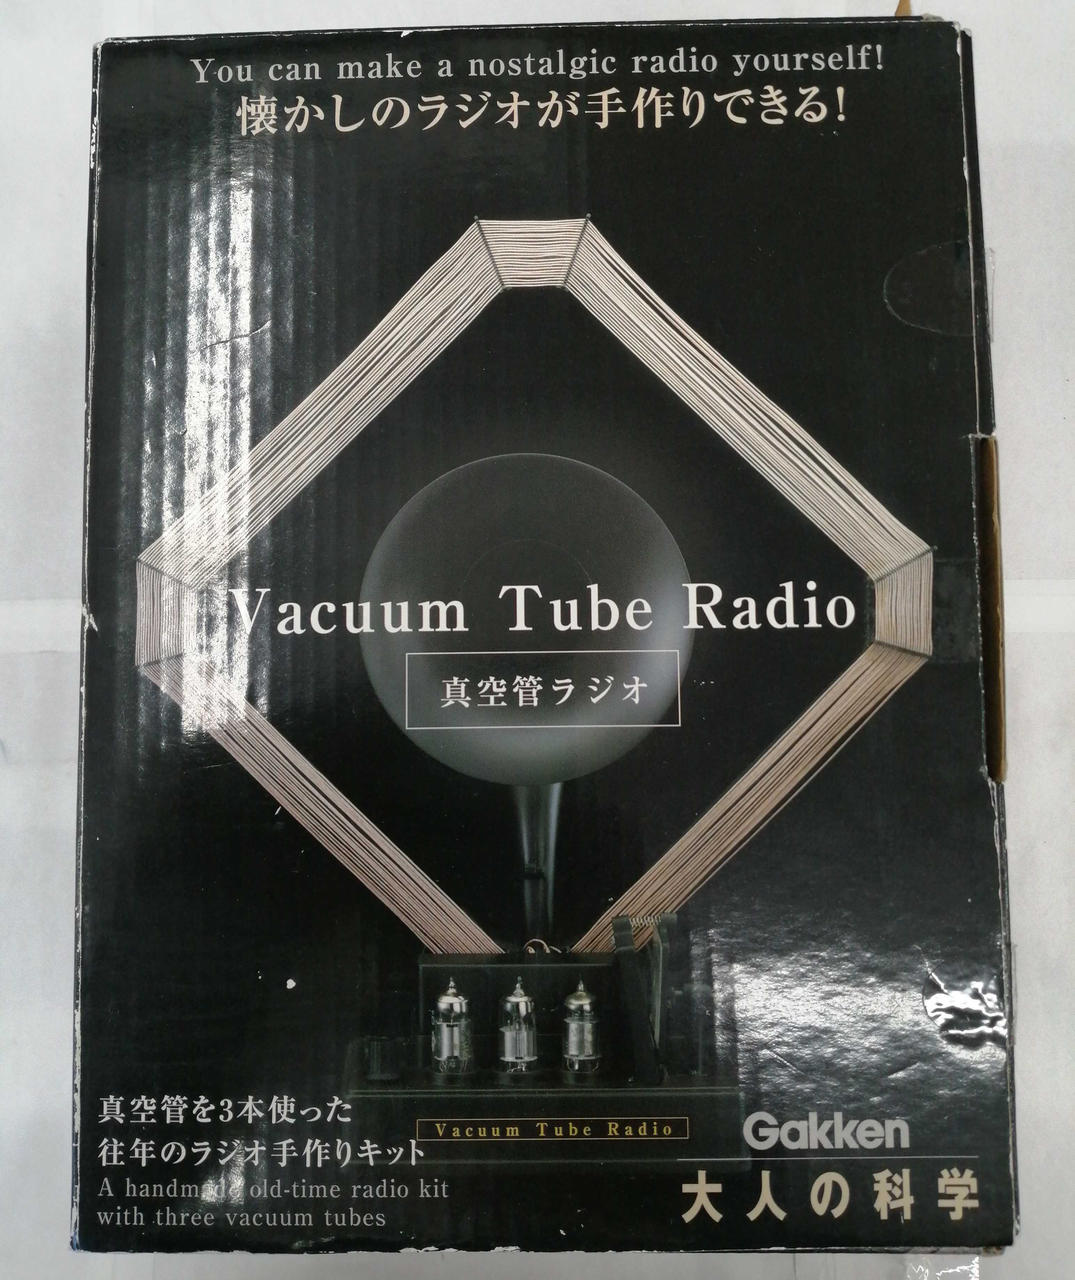 You can make a nostalgic radio yourself!
懐かしのラジオが手作りできる!
Vacuum Tube Radio
真空管ラジオ
真空管を3本使った
往年のラジオ手作りキット
A handmade old-time radio kit
with three vacuum tubes
Vacuum Tube Radio
Gakken
大人の科学